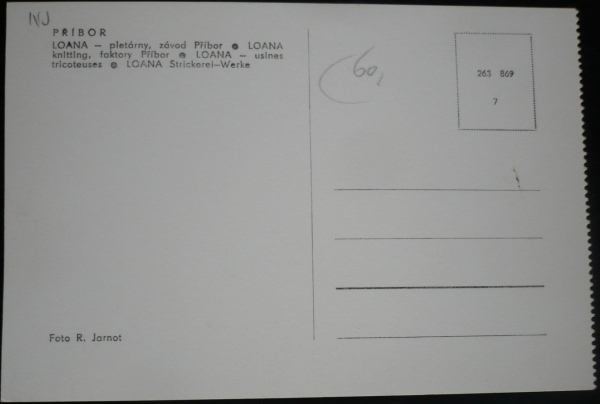 NJ
PŘÍBOR
LOANA – pletárny, závod Příbor ● LOANA
knitting, faktory Příbor ● LOANA – usines
tricoteuses ● LOANA Strickerei-Werke
60,
263 869
7
Foto R. Jarnot